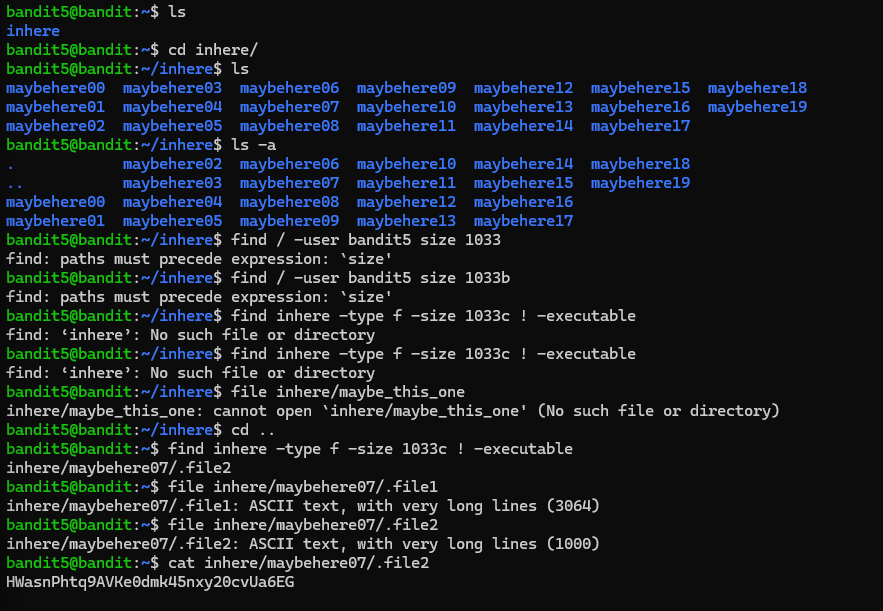 bandit5@bandit:~$ ls
inhere
bandit5@bandit:~$ cd inhere/
bandit5@bandit:~/inhere$ ls
maybehere00  maybehere03  maybehere06  maybehere09  maybehere12  maybehere15  maybehere18
maybehere01  maybehere04  maybehere07  maybehere10  maybehere13  maybehere16  maybehere19
maybehere02  maybehere05  maybehere08  maybehere11  maybehere14  maybehere17
bandit5@bandit:~/inhere$ ls -a
.            maybehere02  maybehere06  maybehere10  maybehere14  maybehere18
..           maybehere03  maybehere07  maybehere11  maybehere15  maybehere19
maybehere00  maybehere04  maybehere08  maybehere12  maybehere16
maybehere01  maybehere05  maybehere09  maybehere13  maybehere17
bandit5@bandit:~/inhere$ find / -user bandit5 size 1033
find: paths must precede expression: `size'
bandit5@bandit:~/inhere$ find / -user bandit5 size 1033b
find: paths must precede expression: `size'
bandit5@bandit:~/inhere$ find inhere -type f -size 1033c ! -executable
find: ‘inhere’: No such file or directory
bandit5@bandit:~/inhere$ find inhere -type f -size 1033c ! -executable
find: ‘inhere’: No such file or directory
bandit5@bandit:~/inhere$ file inhere/maybe_this_one
inhere/maybe_this_one: cannot open `inhere/maybe_this_one' (No such file or directory)
bandit5@bandit:~/inhere$ cd ..
bandit5@bandit:~$ find inhere -type f -size 1033c ! -executable
inhere/maybehere07/.file2
bandit5@bandit:~$ file inhere/maybehere07/.file1
inhere/maybehere07/.file1: ASCII text, with very long lines (3064)
bandit5@bandit:~$ file inhere/maybehere07/.file2
inhere/maybehere07/.file2: ASCII text, with very long lines (1000)
bandit5@bandit:~$ cat inhere/maybehere07/.file2
HWasnPhtq9AVKe0dmk45nxy20cvUa6EG